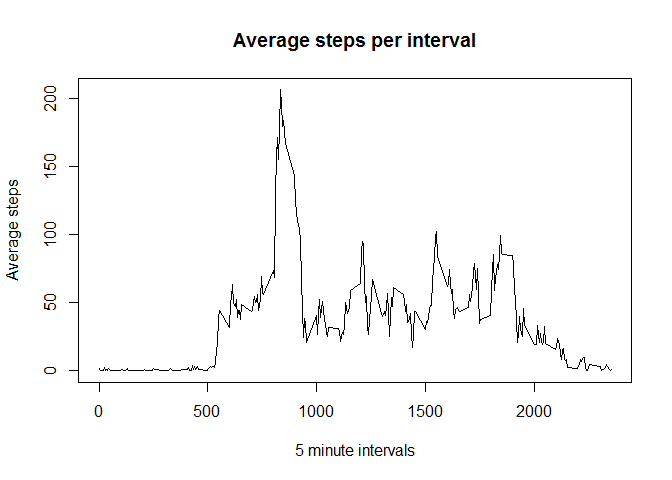 Average steps per interval
Average steps
200
150
100
50
0
0 500 1000 1500 2000
5 minute intervals